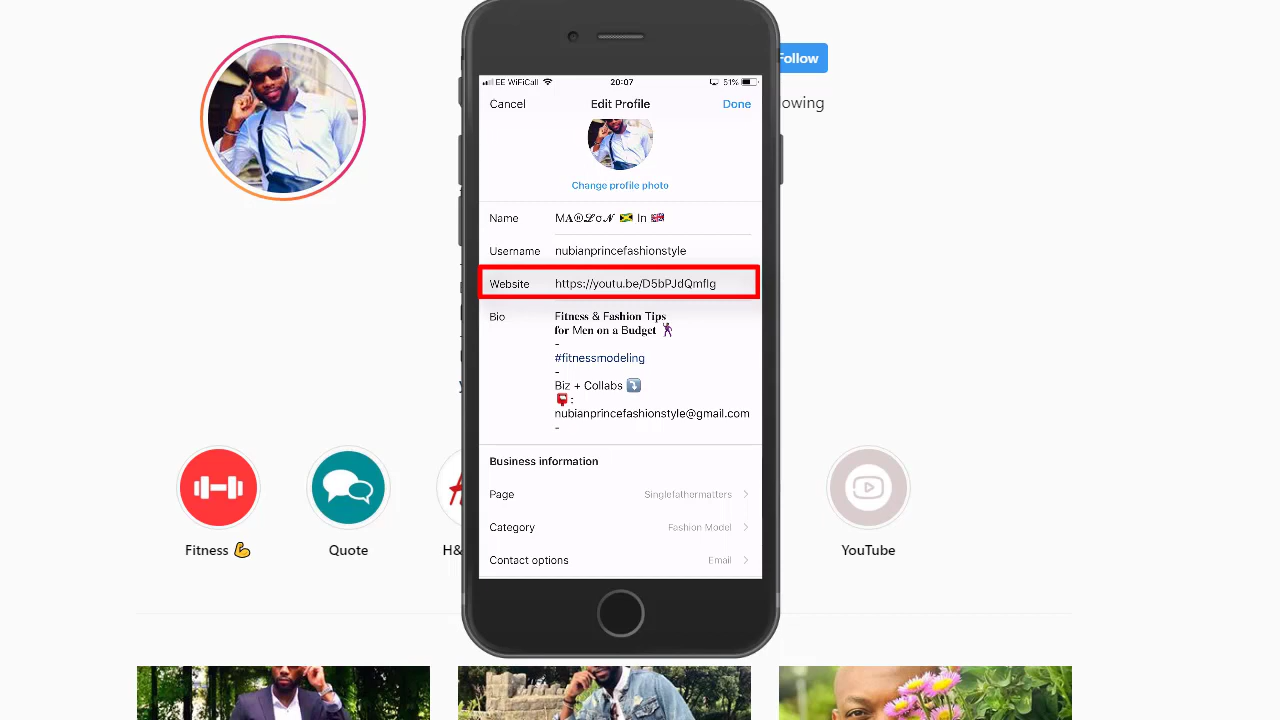 Follow
owing
EE WiFiCall 20:07 51%
Cancel Edit Profile Done
Change profile photo
Name MA®ℒσ𝒩 🇯🇲 In 🇬🇧
Username nubianprincefashionstyle
Website https://youtu.be/D5bPJdQmfIg
Bio Fitness & Fashion Tips
for Men on a Budget 🕺
-
#fitnessmodeling
-
Biz + Collabs ⤵️
📮:
nubianprincefashionstyle@gmail.com
-
Business information
Page Singlefathermatters
Category Fashion Model
Contact options Email
Fitness 💪 Quote H& YouTube